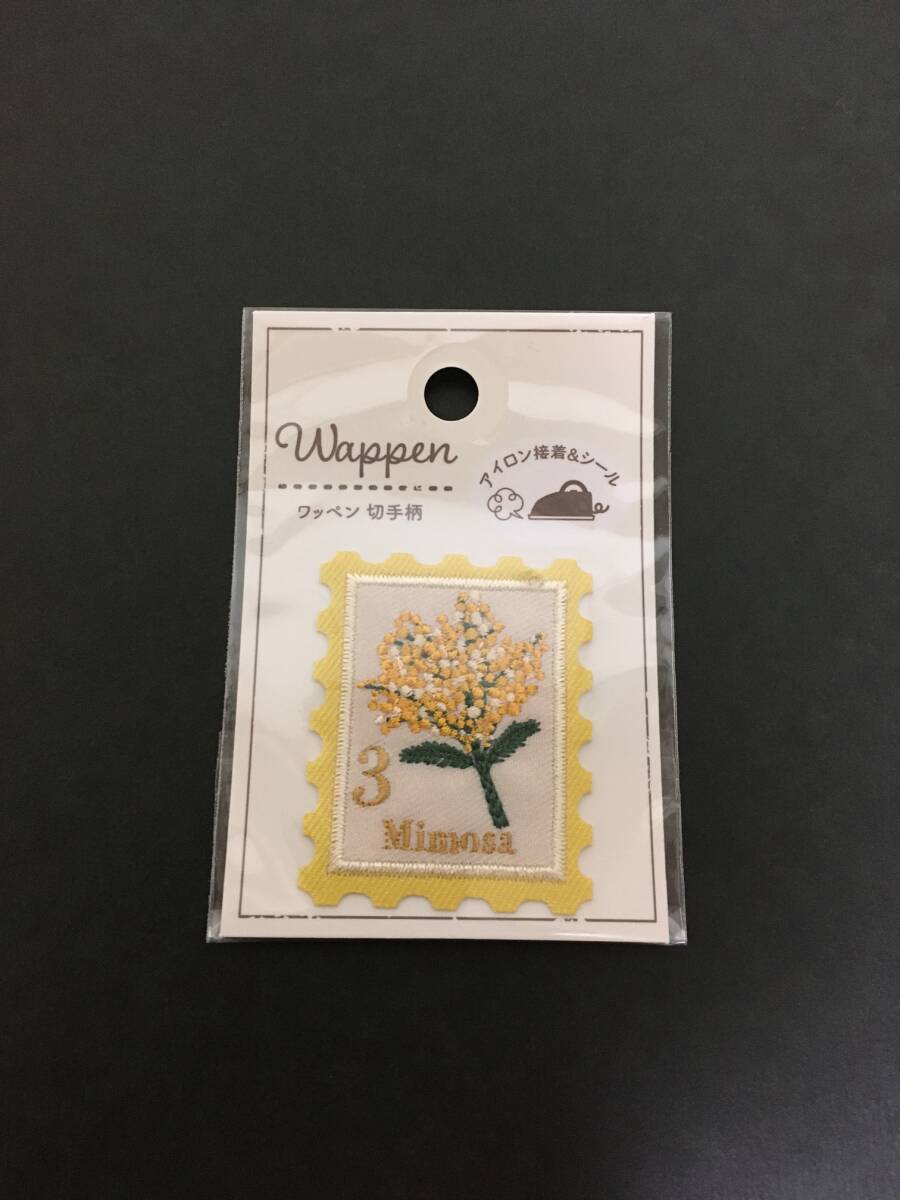 Wappen
ワッペン 切手柄
アイロン接着&シール
3
Mimosa